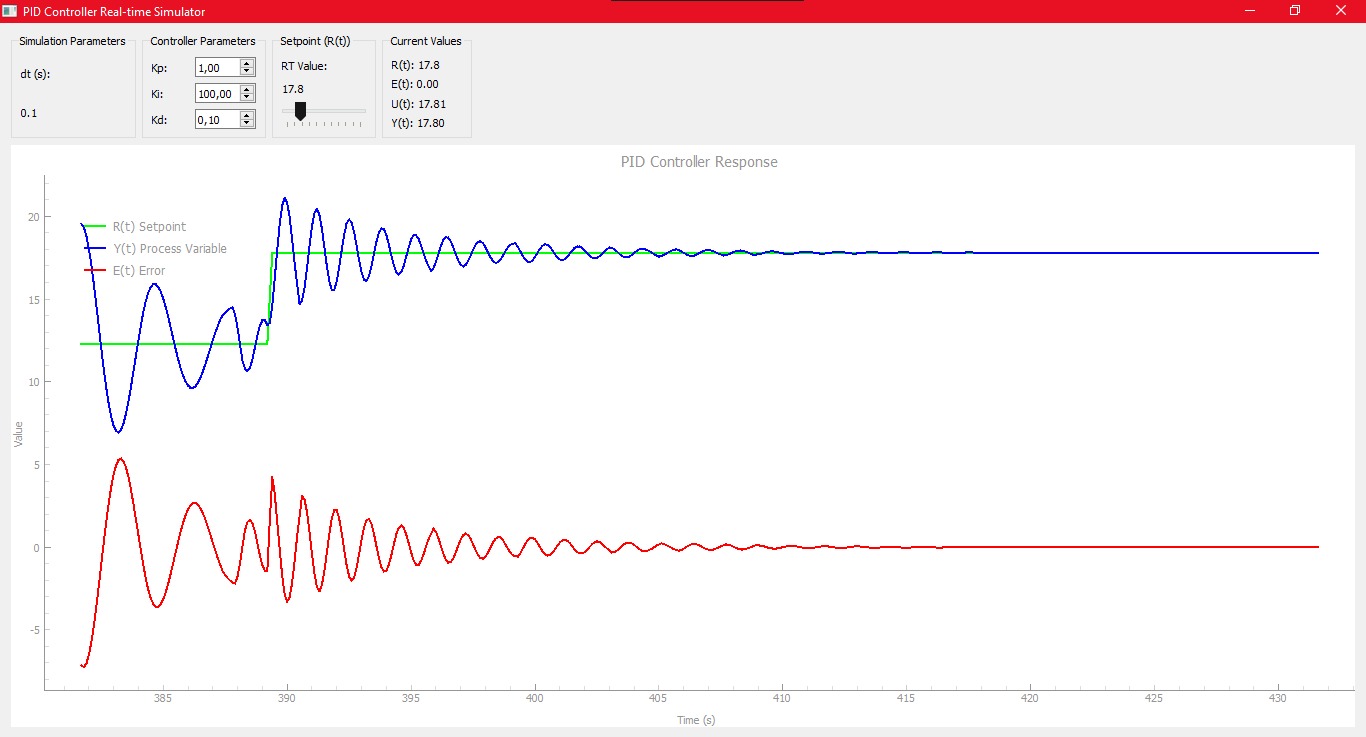 PID Controller Real-time Simulator
Simulation Parameters
dt (s):
0.1
Controller Parameters
Kp: 1,00
Ki: 100,00
Kd: 0,10
Setpoint (R(t))
RT Value:
17.8
Current Values
R(t): 17.8
E(t): 0.00
U(t): 17.81
Y(t): 17.80
PID Controller Response
R(t) Setpoint
Y(t) Process Variable
E(t) Error
Value
20
15
10
5
0
-5
385 390 395 400 405 410 415 420 425 430
Time (s)